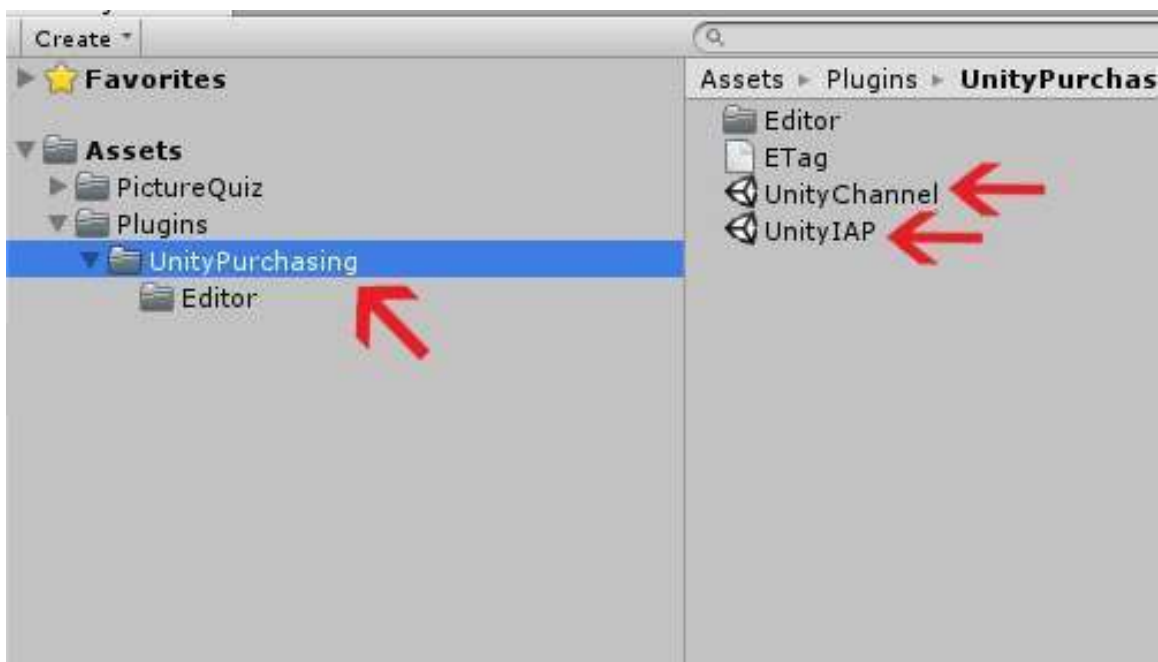 Create
Favorites
Assets
PictureQuiz
Plugins
UnityPurchasing
Editor
Assets Plugins UnityPurchas
Editor
ETag
UnityChannel
UnityIAP